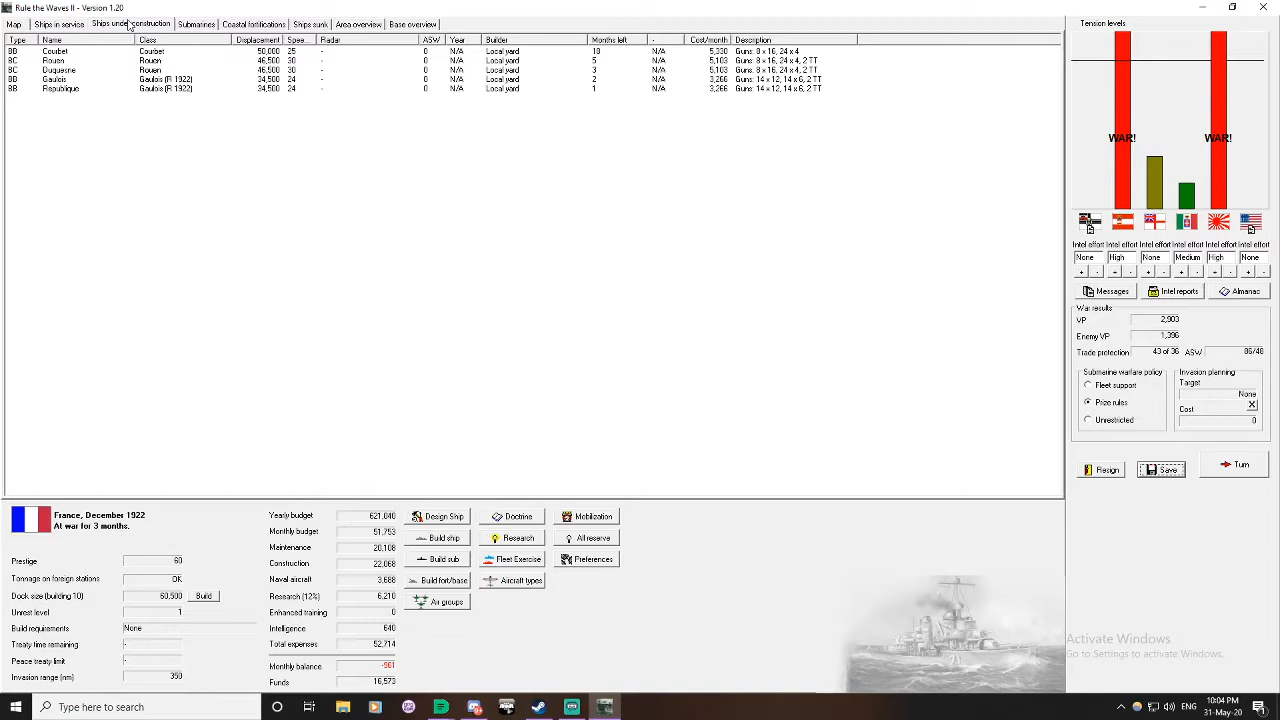 Rule the Waves II - Version 1.20
Map Ships in service Ships under construction Submarines Coastal fortifications Ships sunk Area overview Base overview
Type Name Class Displacement Spee... Radar ASW Year Builder Months left - Cost/month Description
BB Courbet Courbet 50,000 25 - 0 N/A Local yard 18 N/A 5,330 Guns: 8 x 16, 24 x 4
BC Rouen Rouen 46,500 30 - 0 N/A Local yard 5 N/A 5,103 Guns: 8 x 16, 24 x 4, 2 TT
BC Duquesne Rouen 46,500 30 - 0 N/A Local yard 3 N/A 5,103 Guns: 8 x 16, 24 x 4, 2 TT
BB Gaulois Gaulois (R 1922) 34,500 24 - 0 N/A Local yard 2 N/A 3,266 Guns: 14 x 12, 14 x 6, 2 TT
BB Republique Gaulois (R 1922) 34,500 24 - 0 N/A Local yard 1 N/A 3,266 Guns: 14 x 12, 14 x 6, 2 TT
Tension levels
WAR! WAR!
Intel effort Intel effort Intel effort Intel effort Intel effort Intel effort
None High None Medium High None
+ - + - + - + - + - + -
Messages Intel reports Almanac
War results
VP 2,903
Enemy VP 1,396
Trade protection 43 of 36 ASW 86/48
Submarine warfare policy
Fleet support
Prize rules
Unrestricted
Invasion planning
Target
None
Cost X
0
Resign Save Turn
France, December 1922
At war for 3 months.
Prestige 60
Tonnage on foreign stations OK
Dock size (building 10) 60,500 Build
Unrest level 1
Build requirements None
Treaty time remaining -
Peace treaty limit -
Invasion range (nm) 350
Yearly budget 621,040
Monthly budget 51,753
Maintenance 20,108
Construction 22,068
Naval aircraft 3,688
Research (12%) 6,210
Enhanced training 0
Intelligence 640
Total expenses 52,714
Monthly balance -961
Funds 16,573
Design Ship Doctrine Mobilization
Build ship Research All reserve
Build sub Fleet Exercise Preferences
Build fort/base Aircraft types
Air groups
Activate Windows
Go to Settings to activate Windows.
Type here to search
10:04 PM
31-May-20